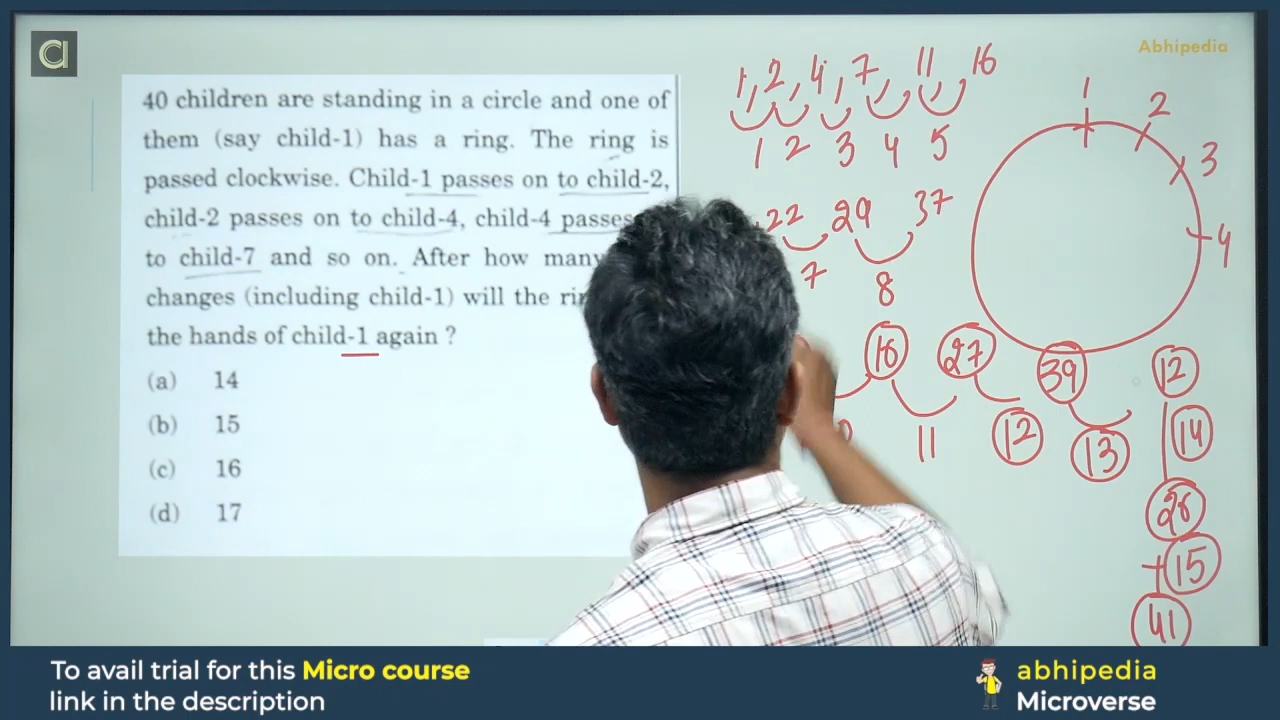 a
Abhipedia
40 children are standing in a circle and one of
them (say child-1) has a ring. The ring is
passed clockwise. Child-1 passes on to child-2,
child-2 passes on to child-4, child-4 passes
to child-7 and so on. After how many
changes (including child-1) will the
the hands of child-1 again ?
(a) 14
(b) 15
(c) 16
(d) 17
1, 2, 4, 7, 11 16
1 2 3 4 5
22 29 37
7 8
1
2
3
4
16 27 39 12
11 12 13 14
+15
41
To avail trial for this Micro course
link in the description
abhipedia
Microverse